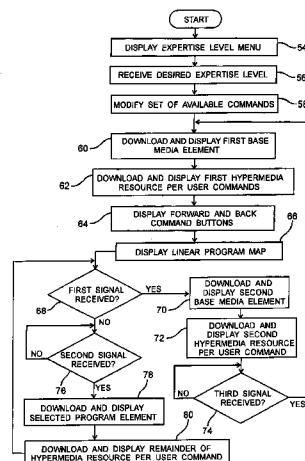 START
DISPLAY EXPERTISE LEVEL MENU
54
RECEIVE DESIRED EXPERTISE LEVEL
56
MODIFY SET OF AVAILABLE COMMANDS
58
60
DOWNLOAD AND DISPLAY FIRST BASE
MEDIA ELEMENT
62
DOWNLOAD AND DISPLAY FIRST HYPERMEDIA
RESOURCE PER USER COMMANDS
64
DISPLAY FORWARD AND BACK
COMMAND BUTTONS
66
DISPLAY LINEAR PROGRAM MAP
FIRST SIGNAL
RECEIVED?
68
YES
DOWNLOAD AND
DISPLAY SECOND
BASE MEDIA ELEMENT
70
NO
72
DOWNLOAD AND
DISPLAY SECOND
HYPERMEDIA RESOURCE
PER USER COMMAND
NO
SECOND SIGNAL
RECEIVED?
76
YES
78
NO
THIRD SIGNAL
RECEIVED?
YES
74
DOWNLOAD AND DISPLAY
SELECTED PROGRAM ELEMENT
80
DOWNLOAD AND DISPLAY REMAINDER OF
HYPERMEDIA RESOURCE PER USER COMMAND